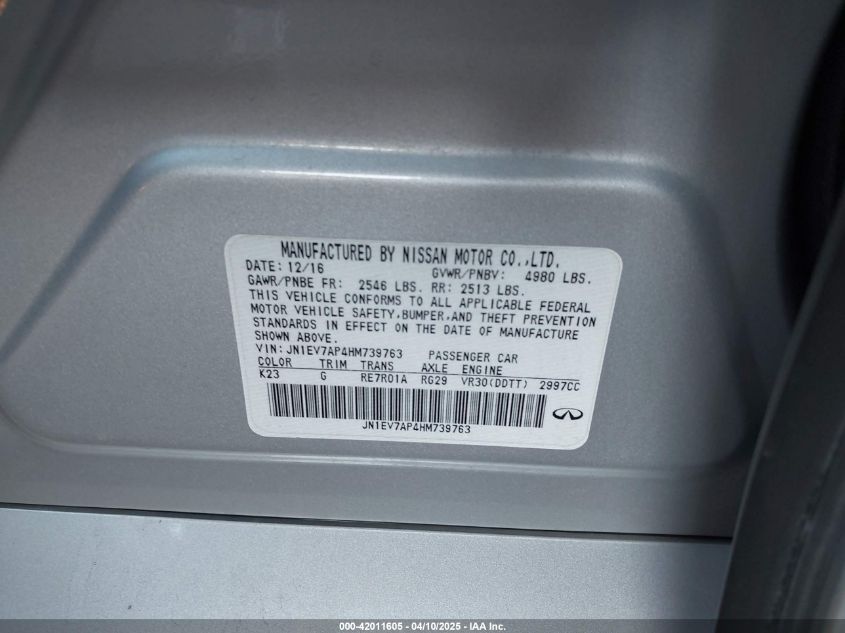 MANUFACTURED BY NISSAN MOTOR CO.,LTD.
DATE: 12/16 GVWR/PNBV: 4980 LBS.
GAWR/PNBE FR: 2546 LBS. RR: 2513 LBS.
THIS VEHICLE CONFORMS TO ALL APPLICABLE FEDERAL
MOTOR VEHICLE SAFETY,BUMPER,AND THEFT PREVENTION
STANDARDS IN EFFECT ON THE DATE OF MANUFACTURE
SHOWN ABOVE.
VIN: JN1EV7AP4HM739763 PASSENGER CAR
COLOR TRIM TRANS AXLE ENGINE
K23 G RE7R01A RG29 VR30(DDTT) 2997CC
JN1EV7AP4HM739763
000-42011605 - 04/10/2025 - IAA Inc.